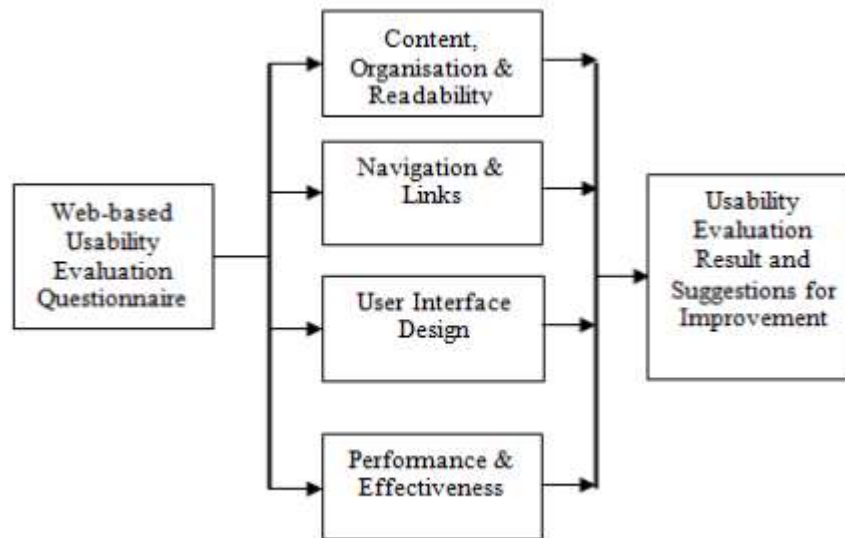 Content,
Organisation &
Readability
Navigation &
Links
Web-based
Usability
Evaluation
Questionnaire
User Interface
Design
Performance &
Effectiveness
Usability
Evaluation
Result and
Suggestions for
Improvement